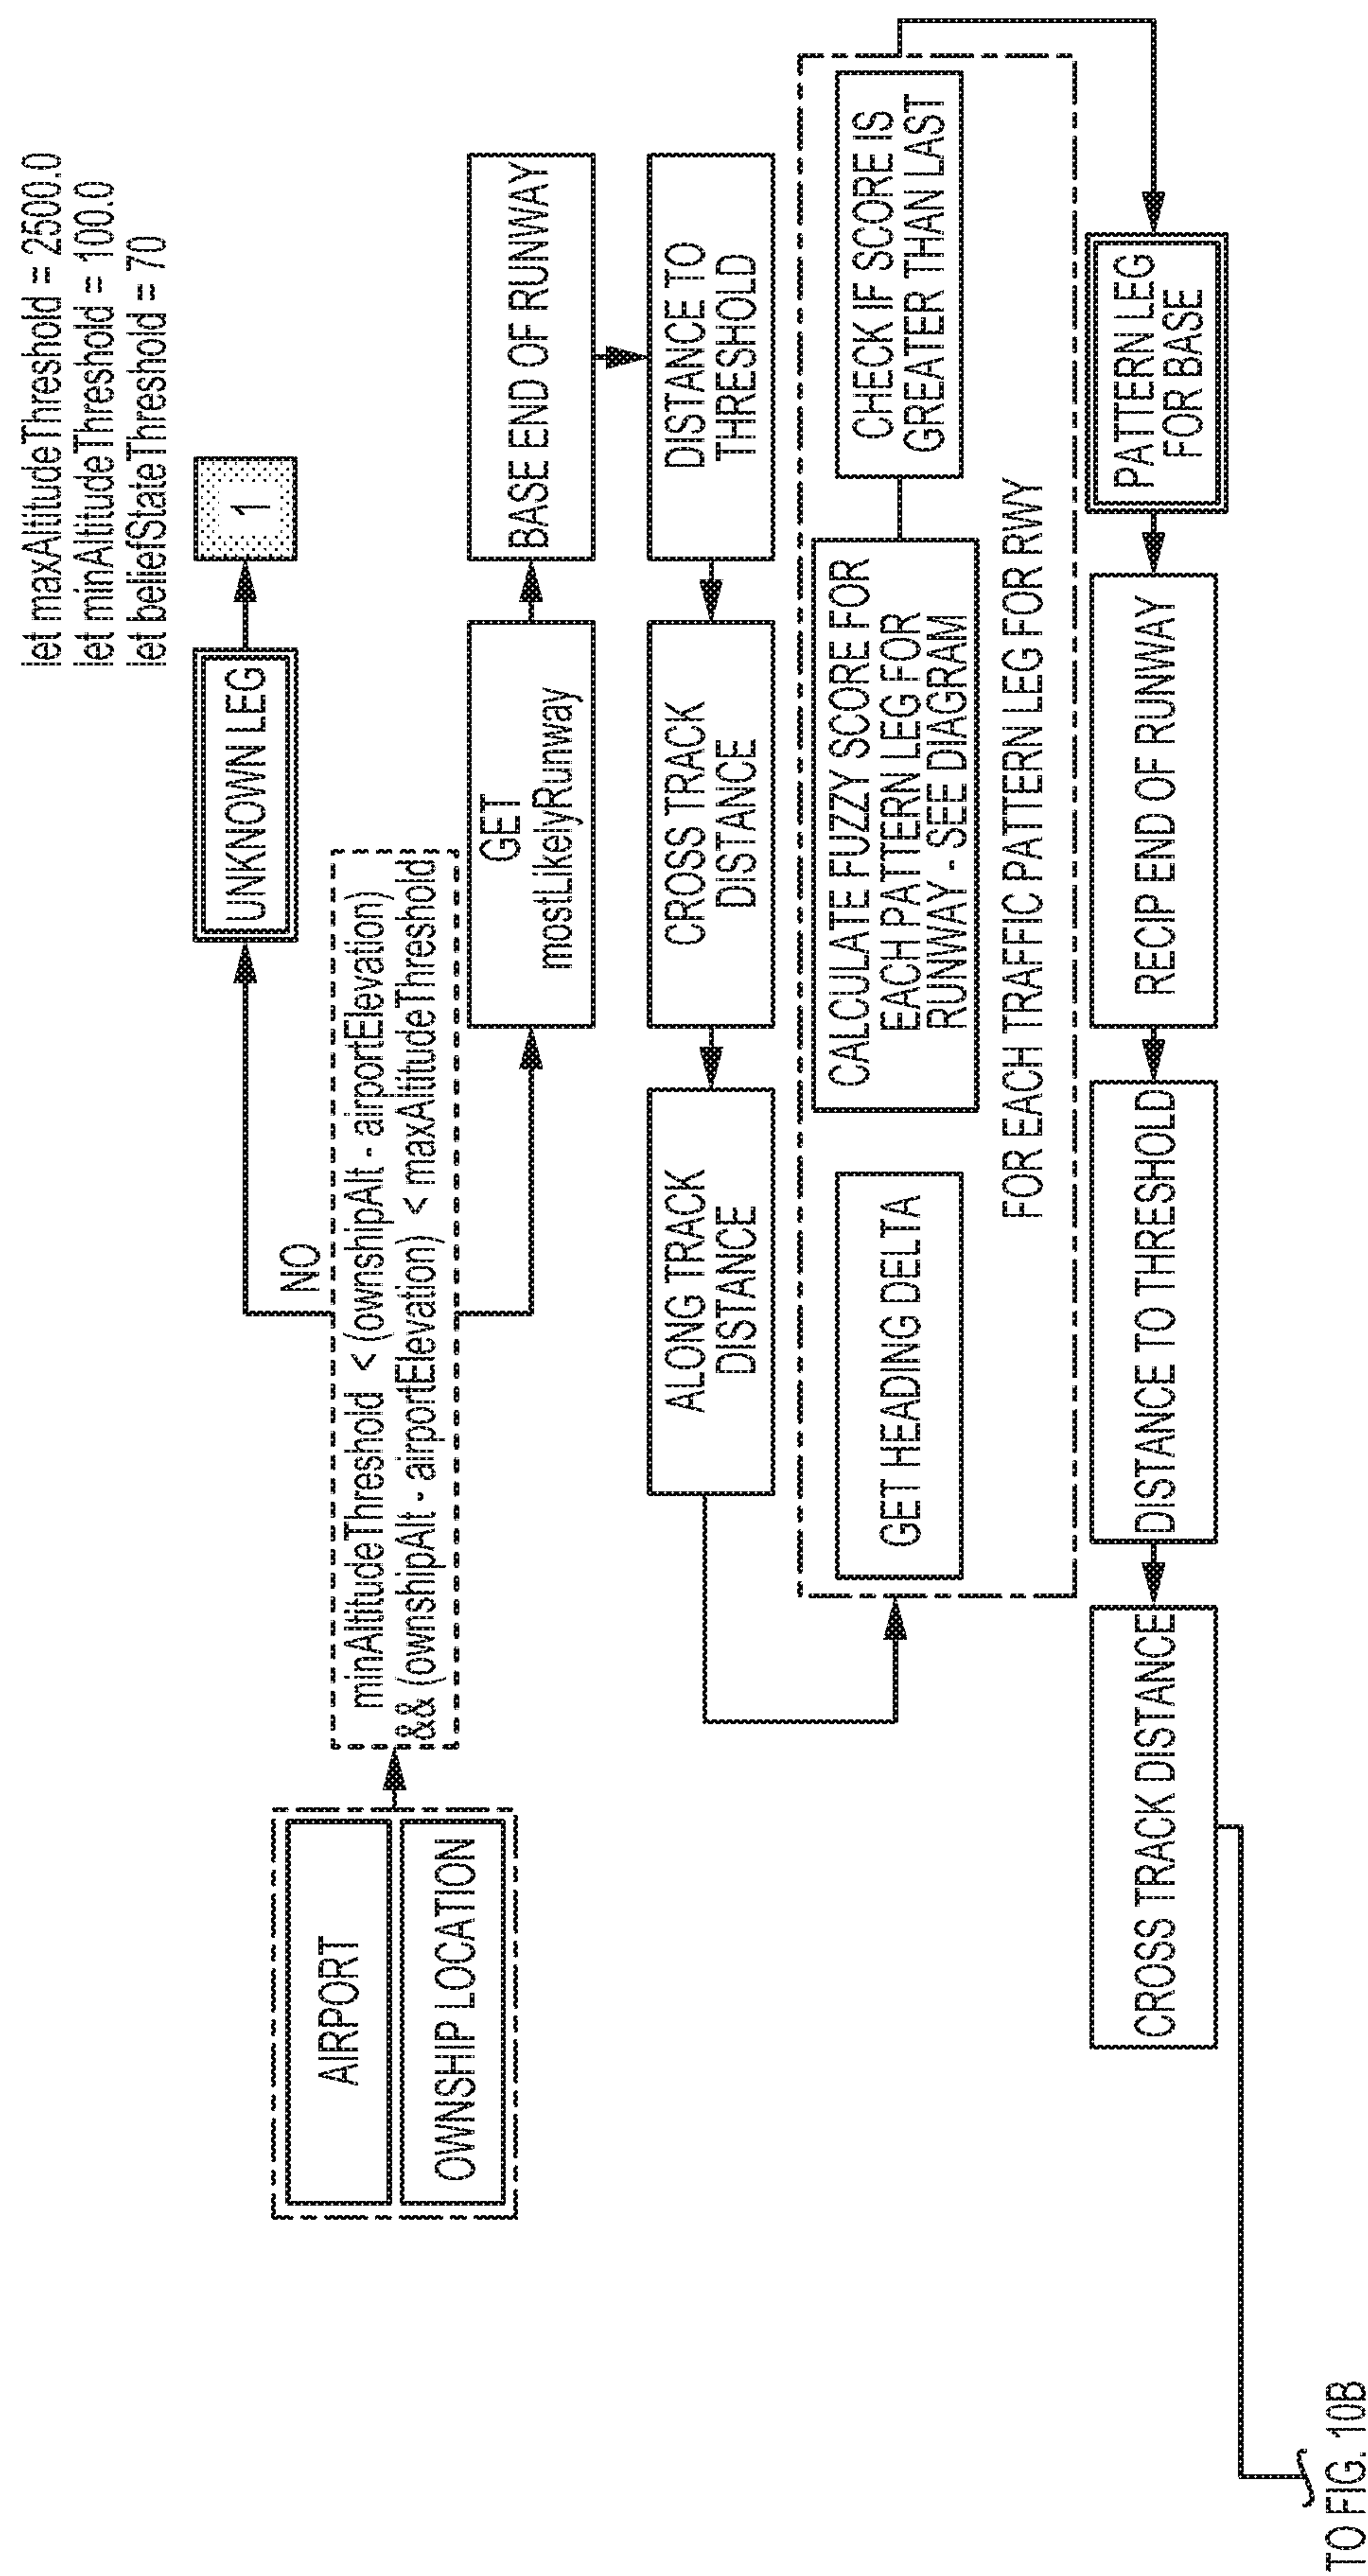 let maxAltitudeThreshold = 2500.0
let minAltitudeThreshold = 100.0
let beliefStateThreshold = 70
AIRPORT
OWNSHIP LOCATION
minAltitudeThreshold < (ownshipAlt - airportElevation)
&& (ownshipAlt - airportElevation) < maxAltitudeThreshold
NO
UNKNOWN LEG
1
GET
mostLikelyRunway
BASE END OF RUNWAY
DISTANCE TO
THRESHOLD
CROSS TRACK
DISTANCE
ALONG TRACK
DISTANCE
GET HEADING DELTA
CALCULATE FUZZY SCORE FOR
EACH PATTERN LEG FOR
RUNWAY - SEE DIAGRAM
CHECK IF SCORE IS
GREATER THAN LAST
FOR EACH TRAFFIC PATTERN LEG FOR RWY
PATTERN LEG
FOR BASE
RECIP END OF RUNWAY
DISTANCE TO THRESHOLD
CROSS TRACK DISTANCE
TO FIG. 10B